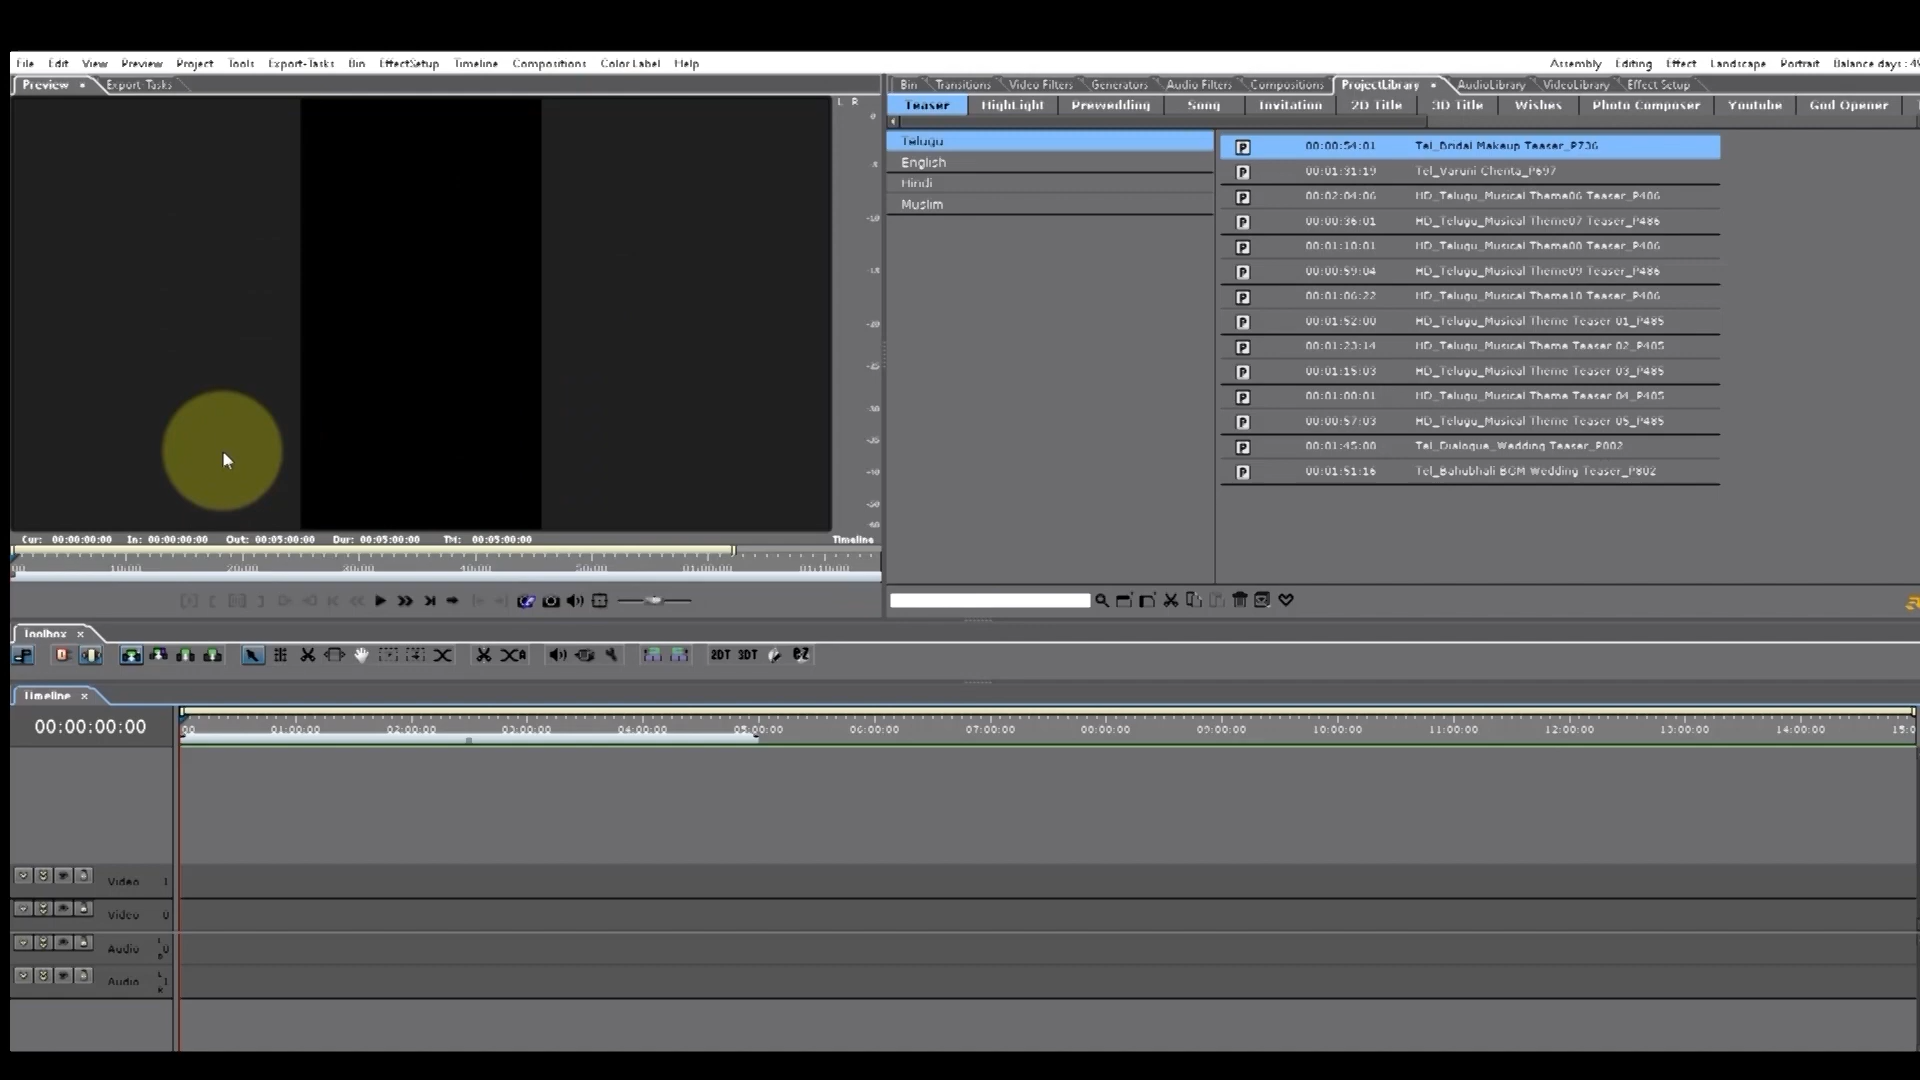 File Edit View Preview Project Tools Export-Tasks Bin EffectSetup Timeline Compositions Color Label Help
Assembly Editing Effect Landscape Portrait Balance days : 49
Preview Export-Tasks
Bin Transitions Video Filters Generators Audio Filters Compositions ProjectLibrary AudioLibrary VideoLibrary Effect Setup
Teaser HighLight Prewedding Song Invitation 2D Title 3D Title Wishes Photo Composer Youtube God Opener
L R
Telugu
English
Hindi
Muslim
P 00:00:54:01 Tel_Bridal Makeup Teaser_P736
P 00:01:31:19 Tel_Varuni Cherita_P697
P 00:02:04:06 HD_Telugu_Musical Theme06 Teaser_P486
P 00:00:36:01 HD_Telugu_Musical Theme07 Teaser_P486
P 00:01:10:01 HD_Telugu_Musical Theme08 Teaser_P486
P 00:00:59:04 HD_Telugu_Musical Theme09 Teaser_P486
P 00:01:06:22 HD_Telugu_Musical Theme10 Teaser_P486
P 00:01:52:00 HD_Telugu_Musical Theme Teaser 01_P485
P 00:01:23:14 HD_Telugu_Musical Theme Teaser 02_P485
P 00:01:15:03 HD_Telugu_Musical Theme Teaser 03_P485
P 00:01:00:01 HD_Telugu_Musical Theme Teaser 04_P485
P 00:00:57:03 HD_Telugu_Musical Theme Teaser 05_P485
P 00:01:45:00 Tel_Dialogue_Wedding Teaser_P802
P 00:01:51:16 Tel_Bahubhali BGM Wedding Teaser_P802
Cur: 00:00:00:00 In: 00:00:00:00 Out: 00:05:00:00 Dur: 00:05:00:00 TM: 00:05:00:00 Timeline
00 10:00 20:00 30:00 40:00 50:00 01:00:00 01:10:00
Toolbox
2DT 3DT EZ
Timeline
00:00:00:00
00 01:00:00 02:00:00 03:00:00 04:00:00 05:00:00 06:00:00 07:00:00 08:00:00 09:00:00 10:00:00 11:00:00 12:00:00 13:00:00 14:00:00 15:0
Video 1
Video 0
Audio 0
Audio 1